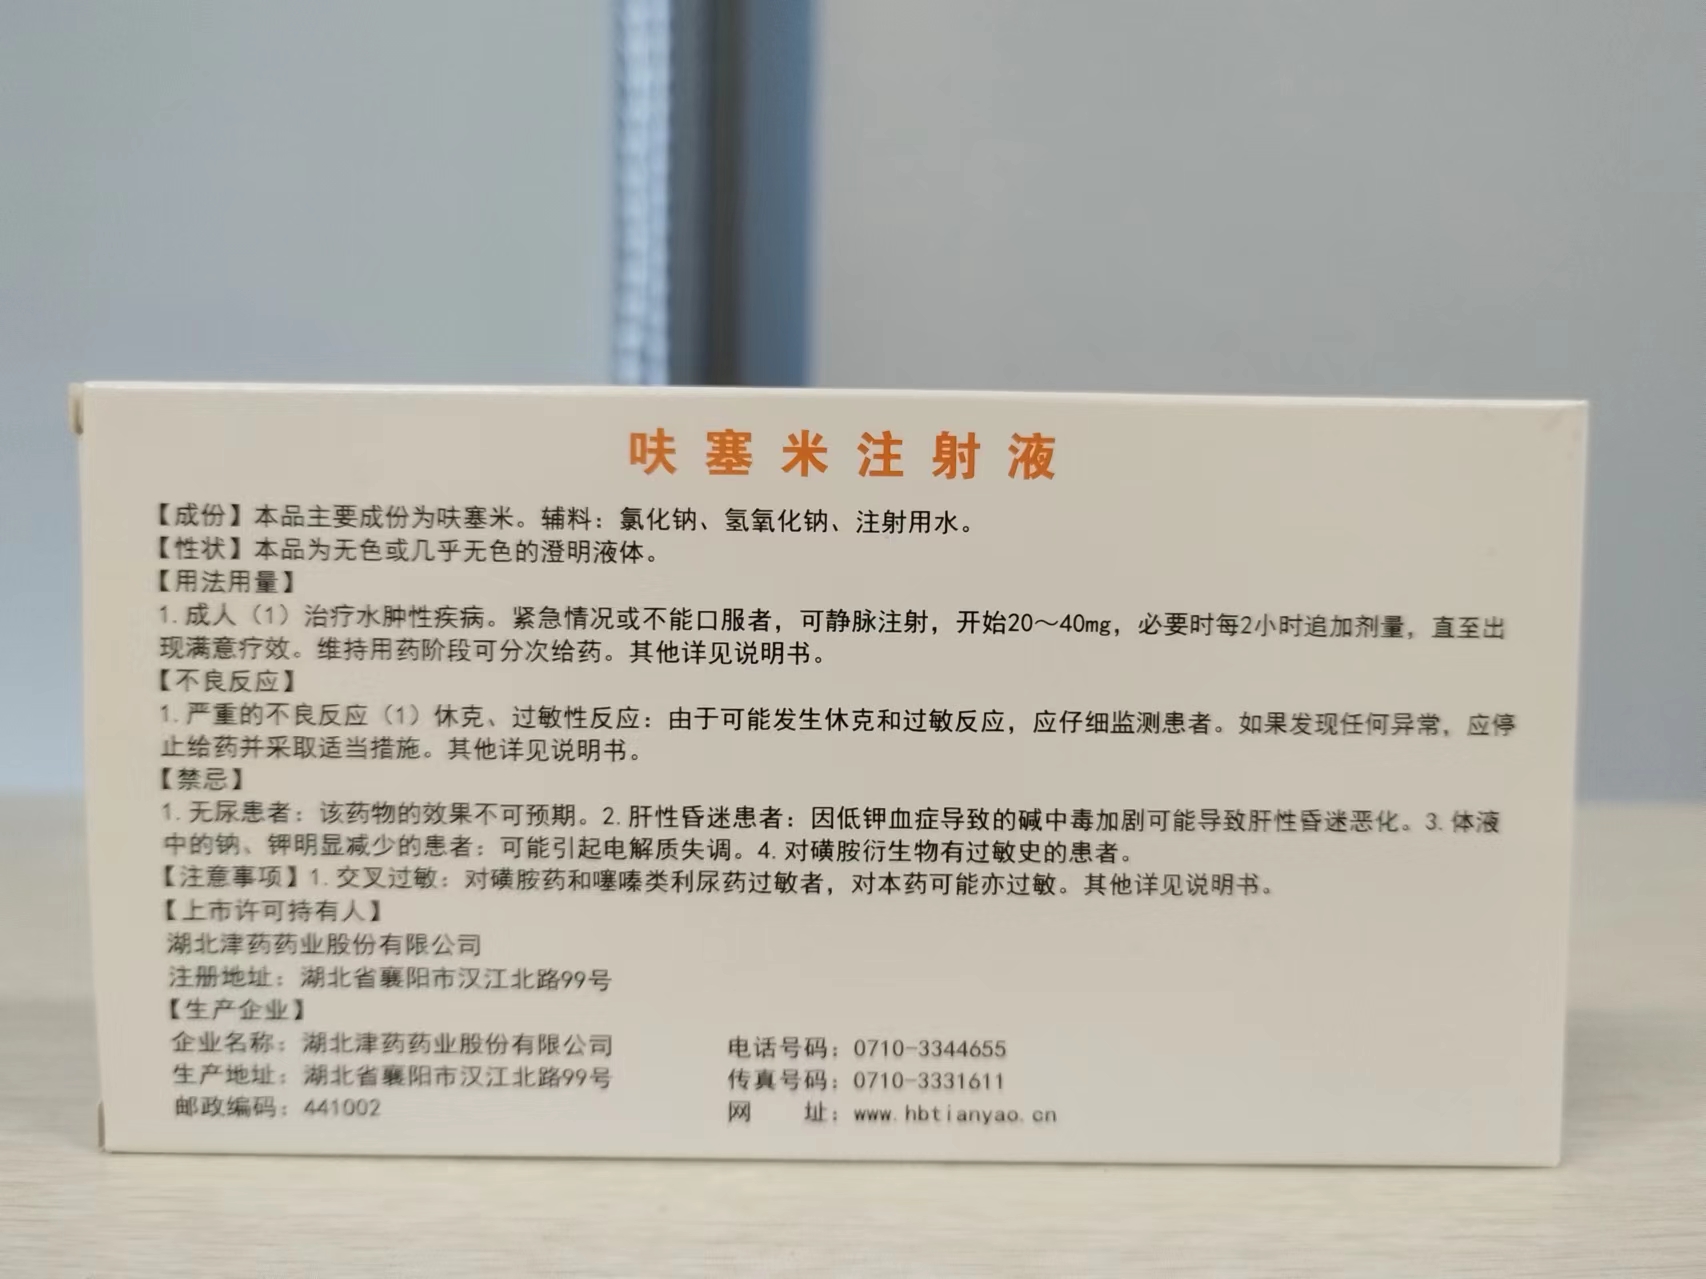 呋塞米注射液
【成份】本品主要成份为呋塞米。辅料：氯化钠、氢氧化钠、注射用水。
【性状】本品为无色或几乎无色的澄明液体。
【用法用量】
1.成人（1）治疗水肿性疾病。紧急情况或不能口服者，可静脉注射，开始20～40mg，必要时每2小时追加剂量，直至出
现满意疗效。维持用药阶段可分次给药。其他详见说明书。
【不良反应】
1.严重的不良反应（1）休克、过敏性反应：由于可能发生休克和过敏反应，应仔细监测患者。如果发现任何异常，应停
止给药并采取适当措施。其他详见说明书。
【禁忌】
1.无尿患者：该药物的效果不可预期。2.肝性昏迷患者：因低钾血症导致的碱中毒加剧可能导致肝性昏迷恶化。3.体液
中的钠、钾明显减少的患者：可能引起电解质失调。4.对磺胺衍生物有过敏史的患者。
【注意事项】1.交叉过敏：对磺胺药和噻嗪类利尿药过敏者，对本药可能亦过敏。其他详见说明书。
【上市许可持有人】
湖北津药药业股份有限公司
注册地址：湖北省襄阳市汉江北路99号
【生产企业】
企业名称：湖北津药药业股份有限公司 电话号码：0710-3344655
生产地址：湖北省襄阳市汉江北路99号 传真号码：0710-3331611
邮政编码：441002 网 址：www.hbtianyao.cn